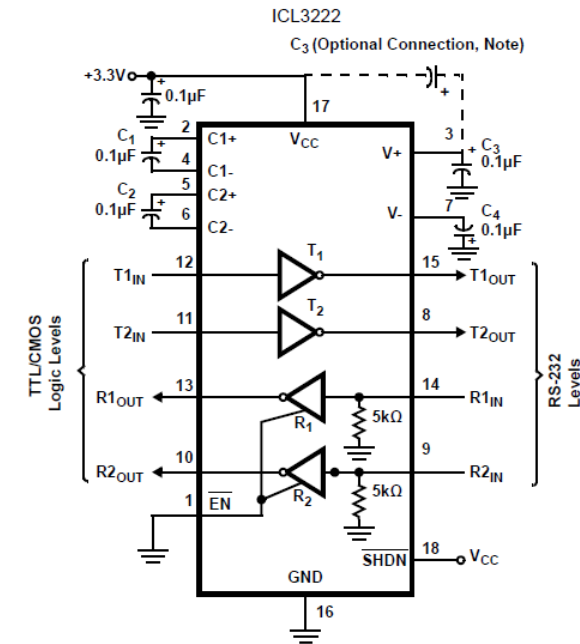 ICL3222
C3 (Optional Connection, Note)
+3.3V
+
0.1µF
+
17
VCC
C1
0.1µF
+
2
C1+
4
C1-
C2
0.1µF
+
5
C2+
6
C2-
3
V+
+
C3
0.1µF
7
V-
C4
0.1µF
+
TTL/CMOS
Logic Levels
T1IN
12
T1
15
T1OUT
T2IN
11
T2
8
T2OUT
R1OUT
13
R1
14
R1IN
5kΩ
R2OUT
10
R2
9
R2IN
5kΩ
RS-232
Levels
1
EN
SHDN
18
VCC
GND
16